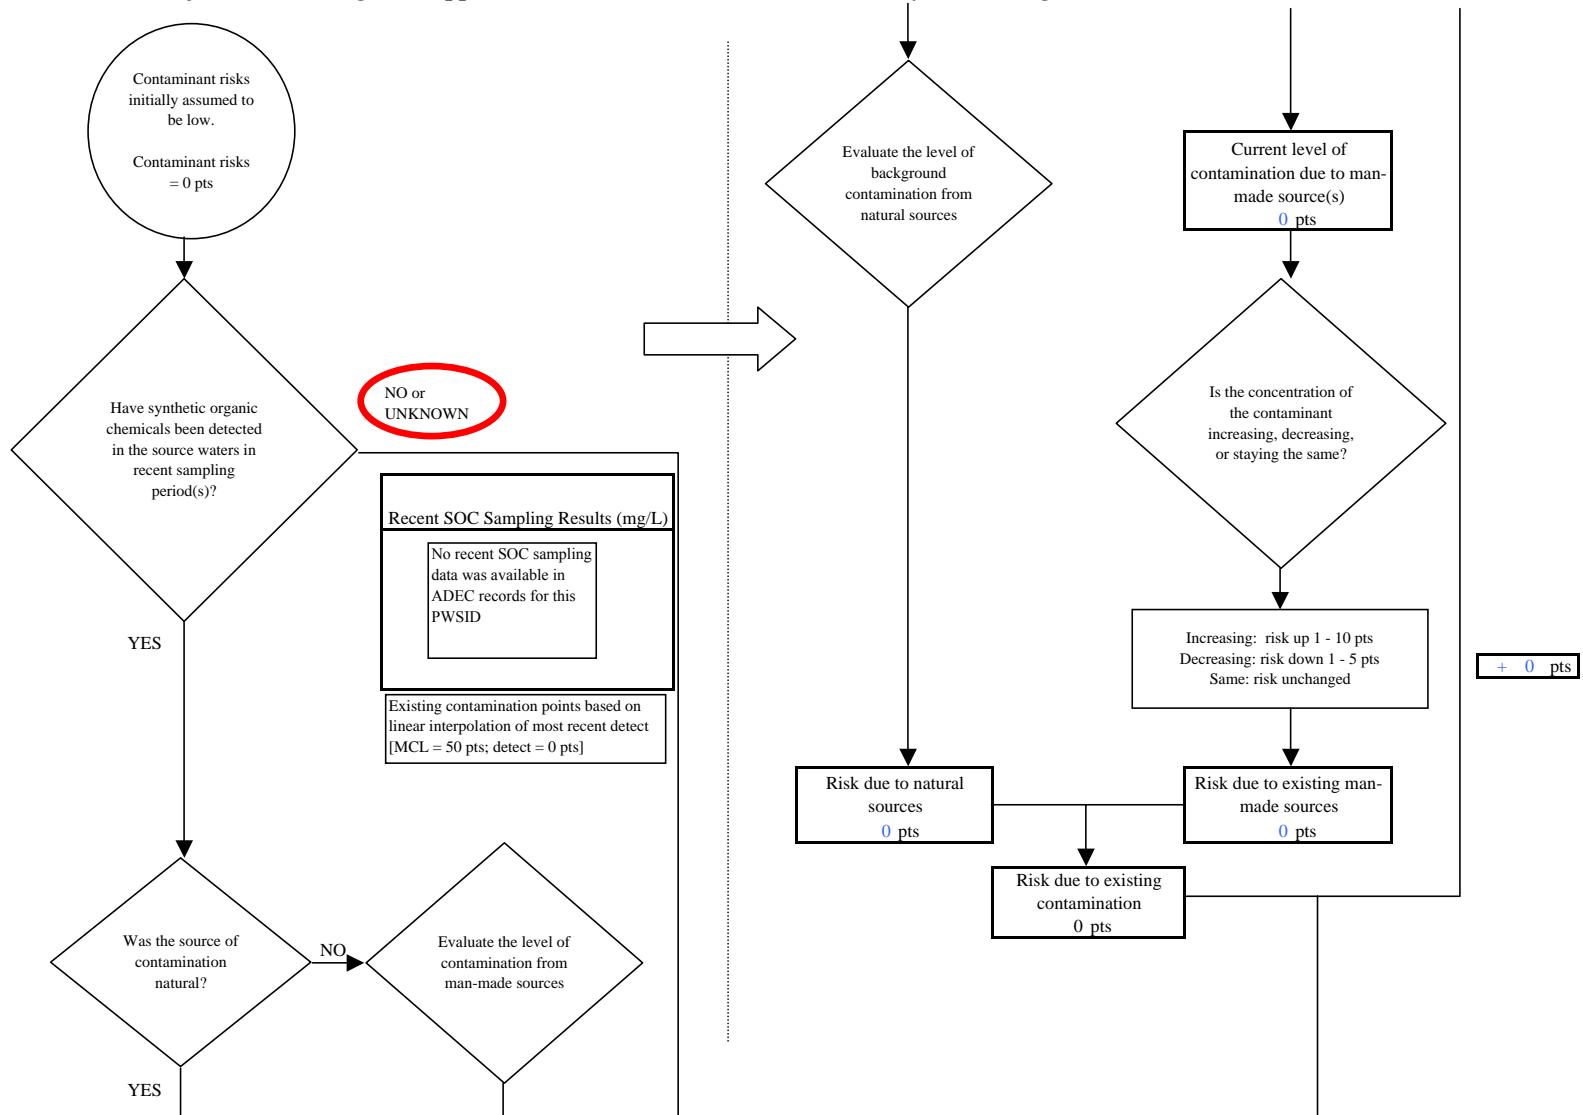 Contaminant risks
initially assumed to
be low.
Contaminant risks
= 0 pts
Have synthetic organic
chemicals been detected
in the source waters in
recent sampling
period(s)?
NO or
UNKNOWN
Recent SOC Sampling Results (mg/L)
No recent SOC sampling
data was available in
ADEC records for this
PWSID
Existing contamination points based on
linear interpolation of most recent detect
[MCL = 50 pts; detect = 0 pts]
YES
Was the source of
contamination
natural?
NO
Evaluate the level of
contamination from
man-made sources
YES
Evaluate the level of
background
contamination from
natural sources
Current level of
contamination due to man-
made source(s)
0 pts
Is the concentration of
the contaminant
increasing, decreasing,
or staying the same?
Increasing: risk up 1 - 10 pts
Decreasing: risk down 1 - 5 pts
Same: risk unchanged
+ 0 pts
Risk due to natural
sources
0 pts
Risk due to existing man-
made sources
0 pts
Risk due to existing
contamination
0 pts